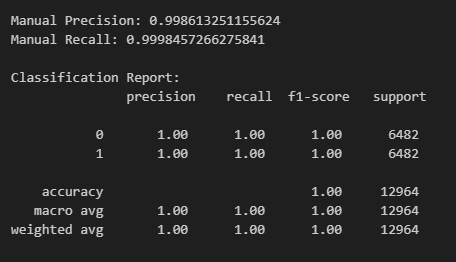 Manual Precision: 0.998613251155624
Manual Recall: 0.9998457266275841
Classification Report:
precision recall f1-score support
0 1.00 1.00 1.00 6482
1 1.00 1.00 1.00 6482
accuracy 1.00 12964
macro avg 1.00 1.00 1.00 12964
weighted avg 1.00 1.00 1.00 12964